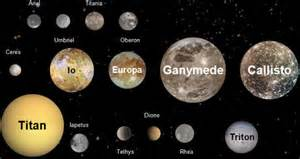 Ariel
Titania
Umbriel
Oberon
Ceres
Io
Europa
Ganymede
Callisto
Titan
Iapetus
Dione
Tethys
Rhea
Triton